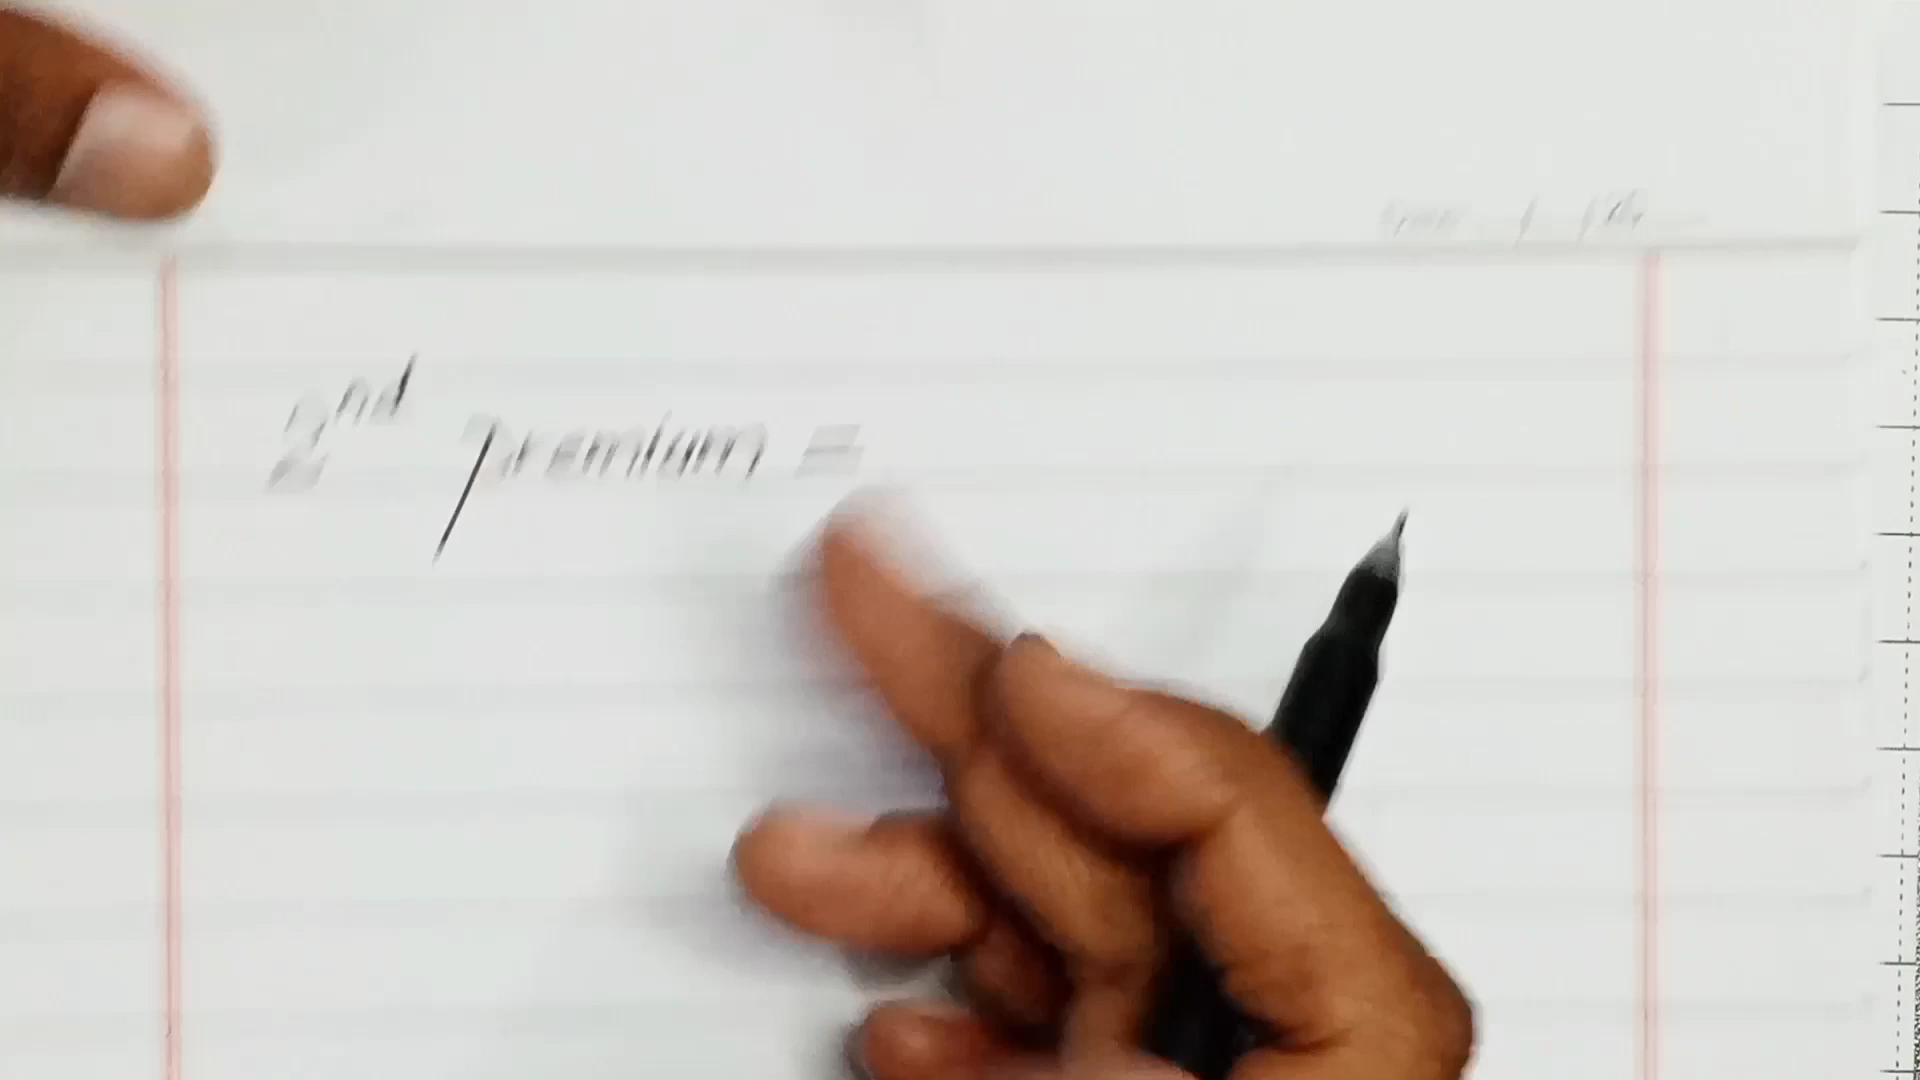 2nd premium =